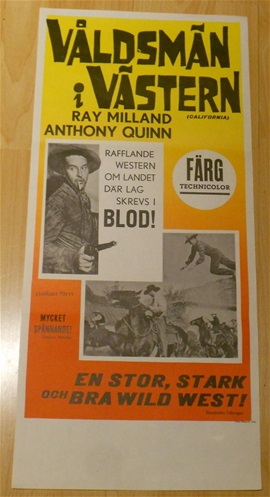 VÅLDSMÄN
i VÄSTERN
(CALIFORNIA)
RAY MILLAND
ANTHONY QUINN
RAFFLANDE
WESTERN
OM LANDET
DÄR LAG
SKREVS I
BLOD!
FÄRG
TECHNICOLOR
MYCKET
SPÄNNANDE!
EN STOR, STARK
OCH BRA WILD WEST!